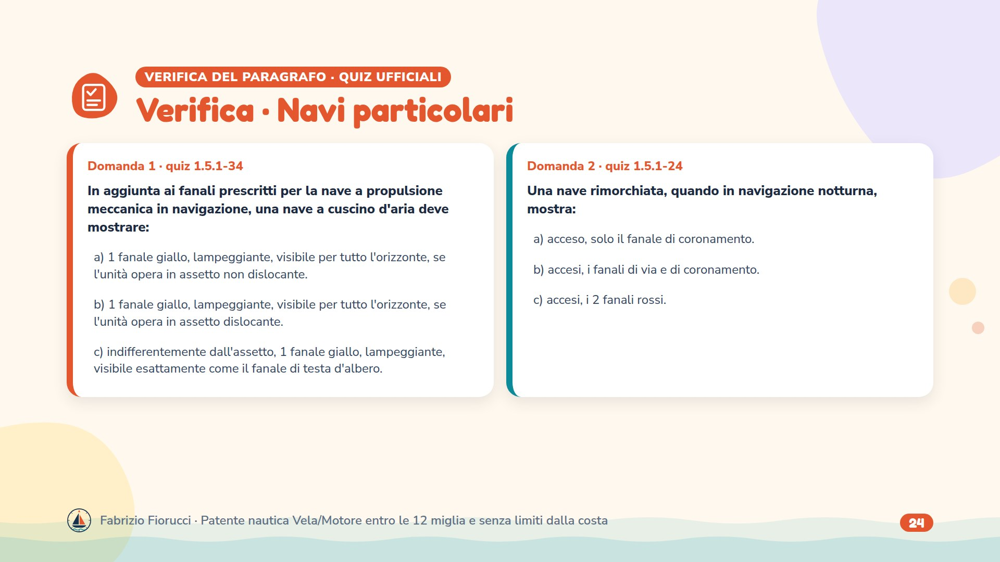 VERIFICA DEL PARAGRAFO · QUIZ UFFICIALI
Verifica · Navi particolari
Domanda 1 · quiz 1.5.1-34
In aggiunta ai fanali prescritti per la nave a propulsione
meccanica in navigazione, una nave a cuscino d'aria deve
mostrare:
a) 1 fanale giallo, lampeggiante, visibile per tutto l'orizzonte, se
l'unità opera in assetto non dislocante.
b) 1 fanale giallo, lampeggiante, visibile per tutto l'orizzonte, se
l'unità opera in assetto dislocante.
c) indifferentemente dall'assetto, 1 fanale giallo, lampeggiante,
visibile esattamente come il fanale di testa d'albero.
Domanda 2 · quiz 1.5.1-24
Una nave rimorchiata, quando in navigazione notturna,
mostra:
a) acceso, solo il fanale di coronamento.
b) accesi, i fanali di via e di coronamento.
c) accesi, i 2 fanali rossi.
Fabrizio Fiorucci · Patente nautica Vela/Motore entro le 12 miglia e senza limiti dalla costa
24